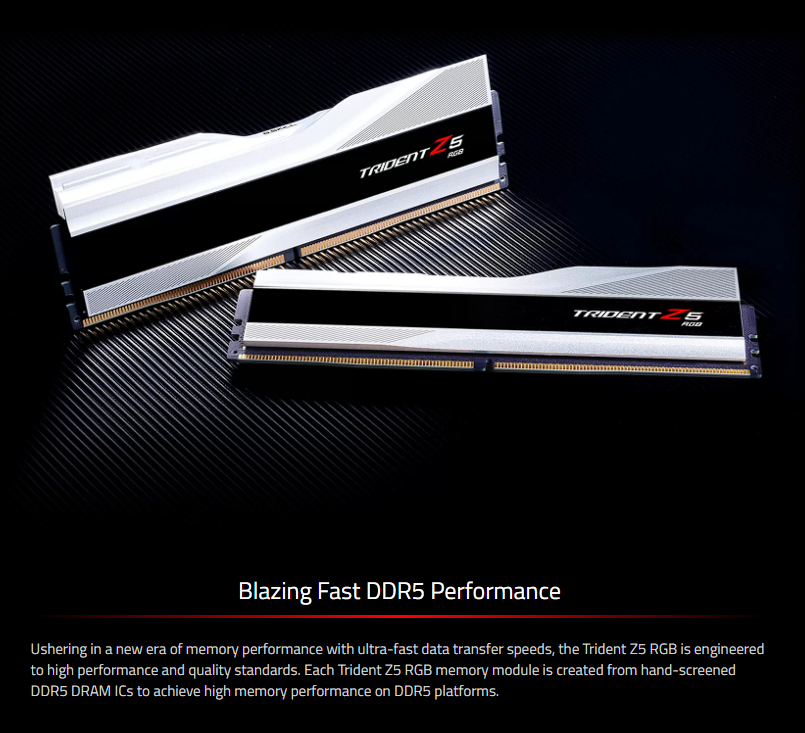 G.SKILL
TRIDENT Z5
RGB
TRIDENT Z5
RGB
Blazing Fast DDR5 Performance
Ushering in a new era of memory performance with ultra-fast data transfer speeds, the Trident Z5 RGB is engineered
to high performance and quality standards. Each Trident Z5 RGB memory module is created from hand-screened
DDR5 DRAM ICs to achieve high memory performance on DDR5 platforms.